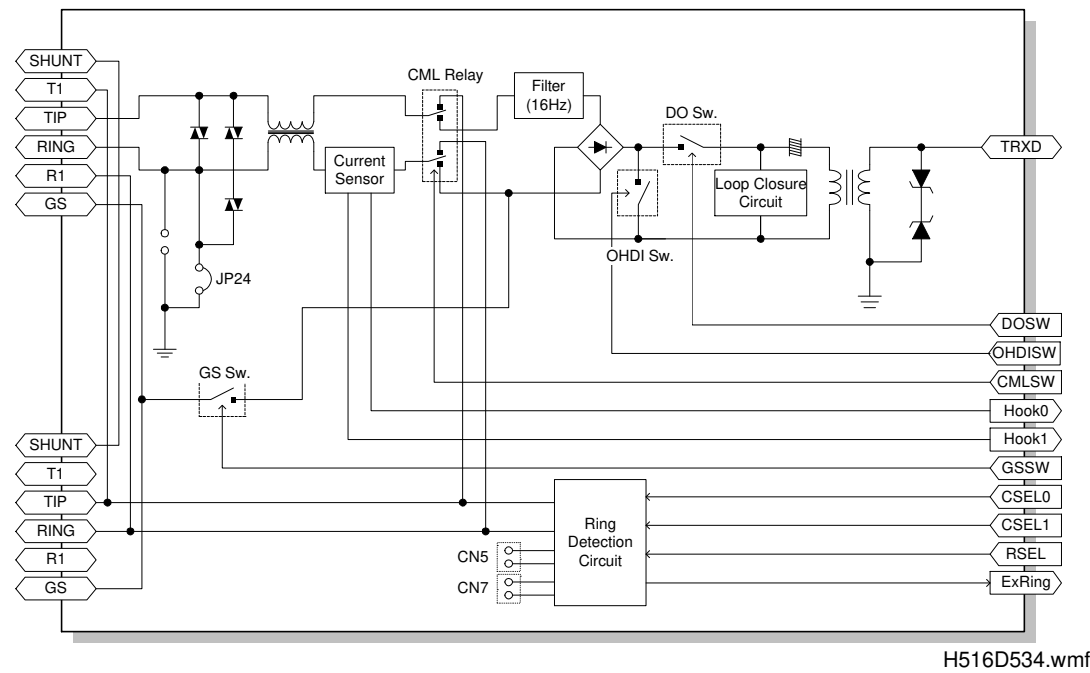 SHUNT
T1
TIP
RING
R1
GS
CML Relay
Filter
(16Hz)
DO Sw.
Current
Sensor
Loop Closure
Circuit
OHDI Sw.
TRXD
JP24
GS Sw.
DOSW
OHDISW
CMLSW
Hook0
Hook1
GSSW
CSEL0
CSEL1
RSEL
ExRing
SHUNT
T1
TIP
RING
R1
GS
Ring
Detection
Circuit
CN5
CN7
H516D534.wmf